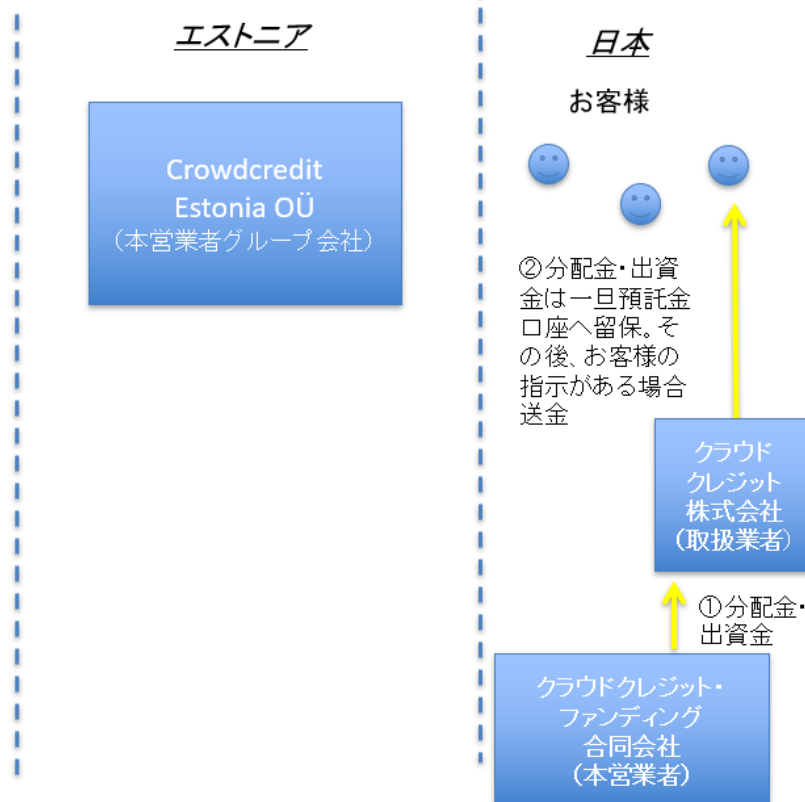 エストニア
Crowdcredit
Estonia OÜ
（本営業者グループ会社）
日本
お客様
②分配金・出資
金は一旦預託金
口座へ留保。そ
の後、お客様の
指示がある場合
送金
クラウド
クレジット
株式会社
（取扱業者）
①分配金・
出資金
クラウドクレジット・
ファンディング
合同会社
（本営業者）